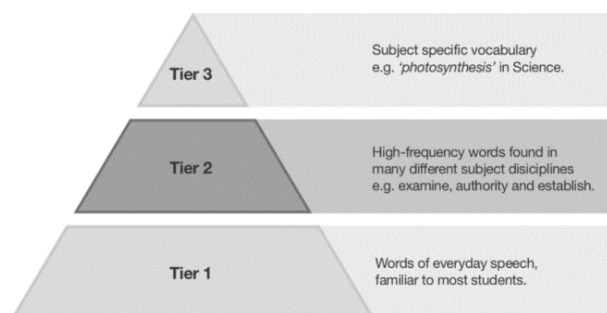 Tier 3
Subject specific vocabulary
e.g. ‘photosynthesis’ in Science.
Tier 2
High-frequency words found in
many different subject disiciplines
e.g. examine, authority and establish.
Tier 1
Words of everyday speech,
familiar to most students.